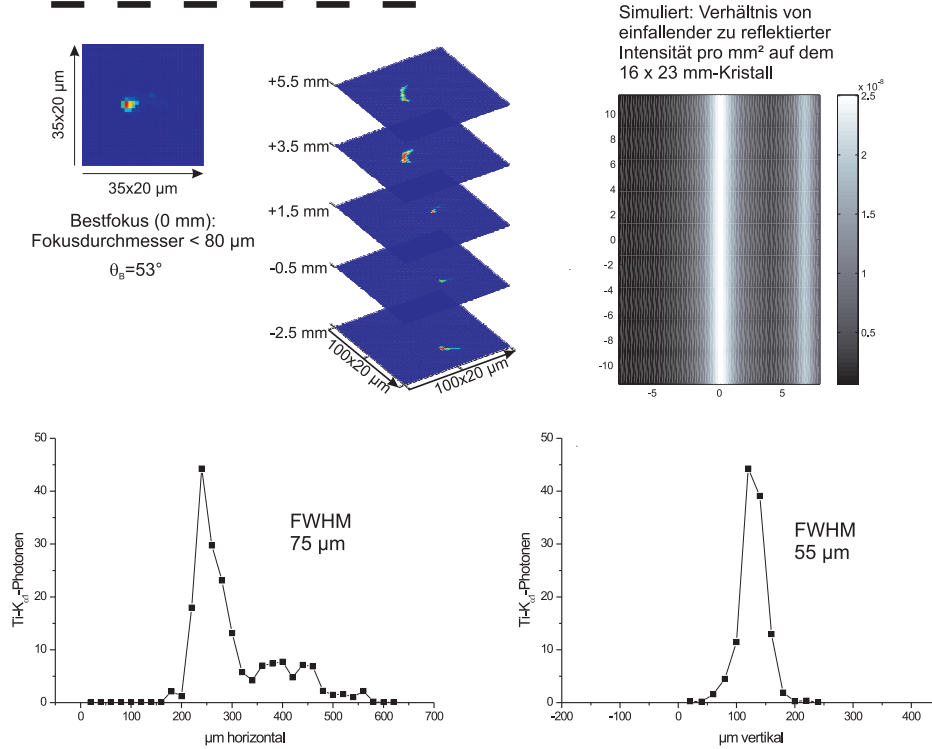 Simuliert: Verhältnis von
einfallender zu reflektierter
Intensität pro mm² auf dem
16 x 23 mm-Kristall
35x20 µm
35x20 µm
Bestfokus (0 mm):
Fokusdurchmesser < 80 µm
θB=53°
+5.5 mm
+3.5 mm
+1.5 mm
-0.5 mm
-2.5 mm
100x20 µm
100x20 µm
10
8
6
4
2
0
-2
-4
-6
-8
-10
-5
0
5
x 10⁻⁸
2.5
2
1.5
1
0.5
50
40
30
20
10
0
Ti-Kα1-Photonen
FWHM
75 µm
0
100
200
300
400
500
600
700
µm horizontal
50
40
30
20
10
0
Ti-Kα1-Photonen
FWHM
55 µm
-200
-100
0
100
200
300
400
µm vertikal